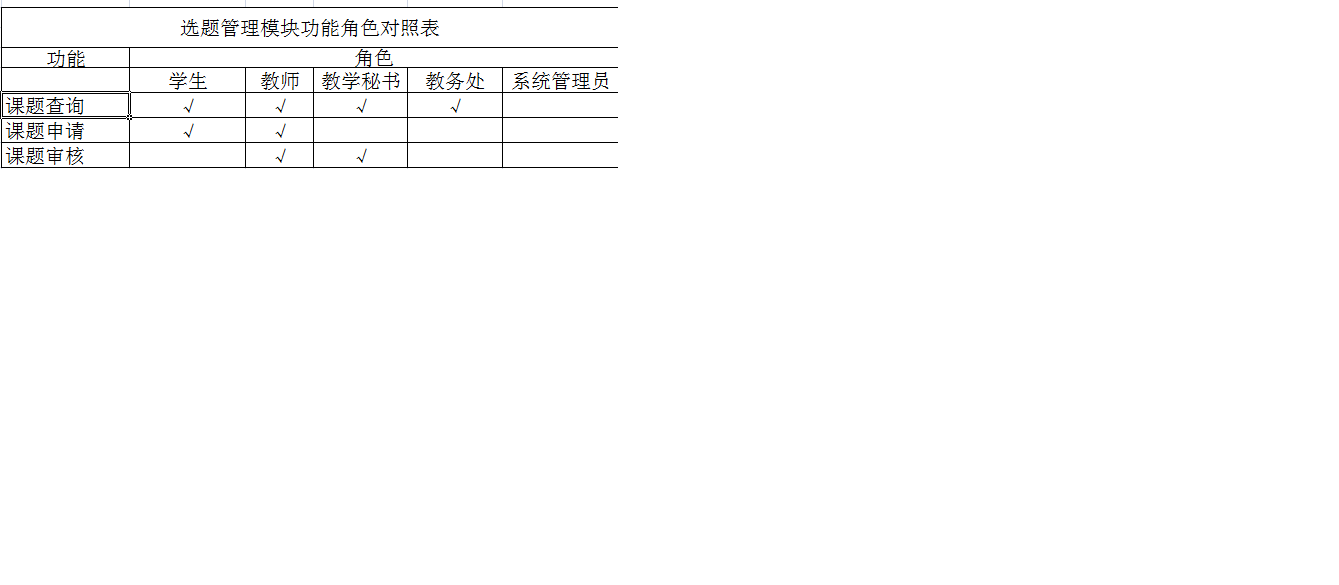 选题管理模块功能角色对照表
功能 角色
学生 教师 教学秘书 教务处 系统管理员
课题查询 √ √ √ √
课题申请 √ √
课题审核 √ √